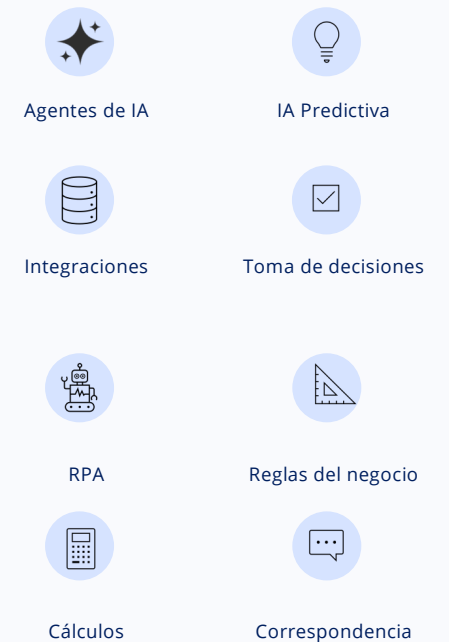 Agentes de IA
IA Predictiva
Integraciones
Toma de decisiones
RPA
Reglas del negocio
Cálculos
Correspondencia